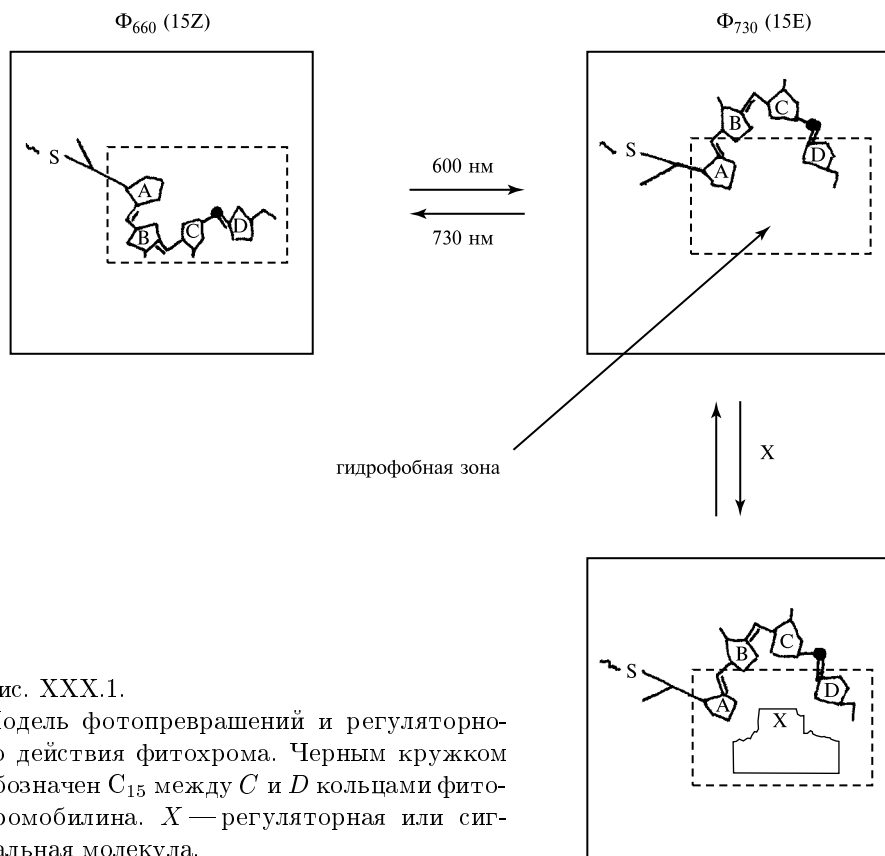 Ф₆₆₀ (15Z)
Ф₇₃₀ (15E)
S
A
B
C
D
600 нм
730 нм
S
A
B
C
D
гидрофобная зона
X
S
A
B
C
D
X
ис. XXX.1.
одель фотопревращений и регуляторно-
о действия фитохрома. Черным кружком
бозначен C₁₅ между C и D кольцами фито-
ромобилина. X — регуляторная или сиг-
альная молекула.